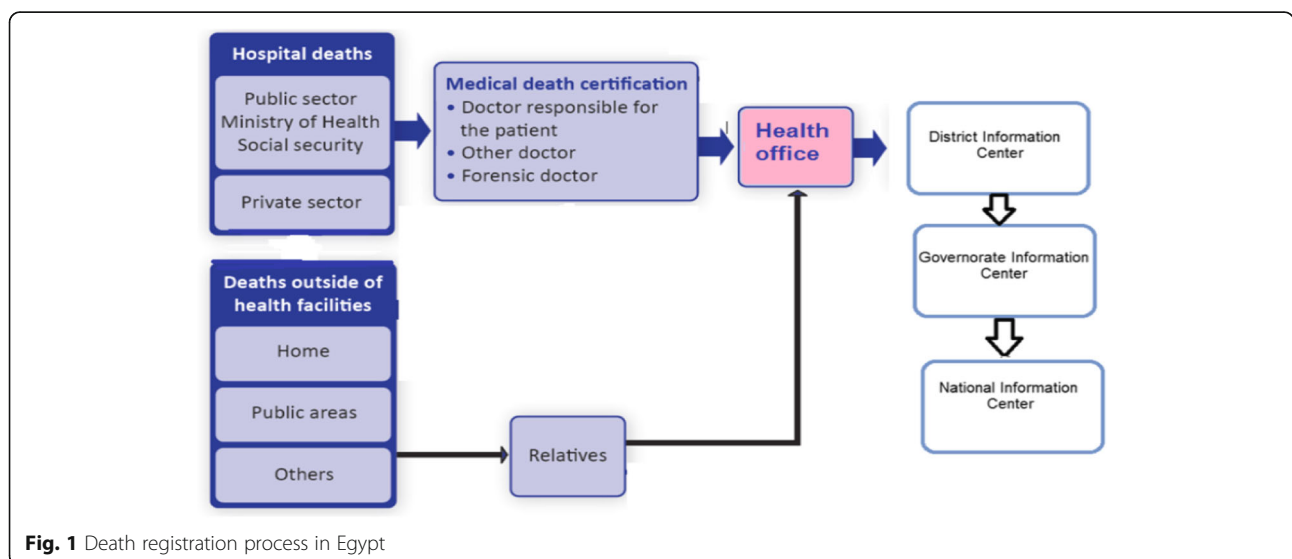 Hospital deaths
Public sector
Ministry of Health
Social security
Private sector
Medical death certification
• Doctor responsible for
the patient
• Other doctor
• Forensic doctor
Health
office
District Information
Center
Governorate Information
Center
National Information
Center
Deaths outside of
health facilities
Home
Public areas
Others
Relatives
Fig. 1 Death registration process in Egypt